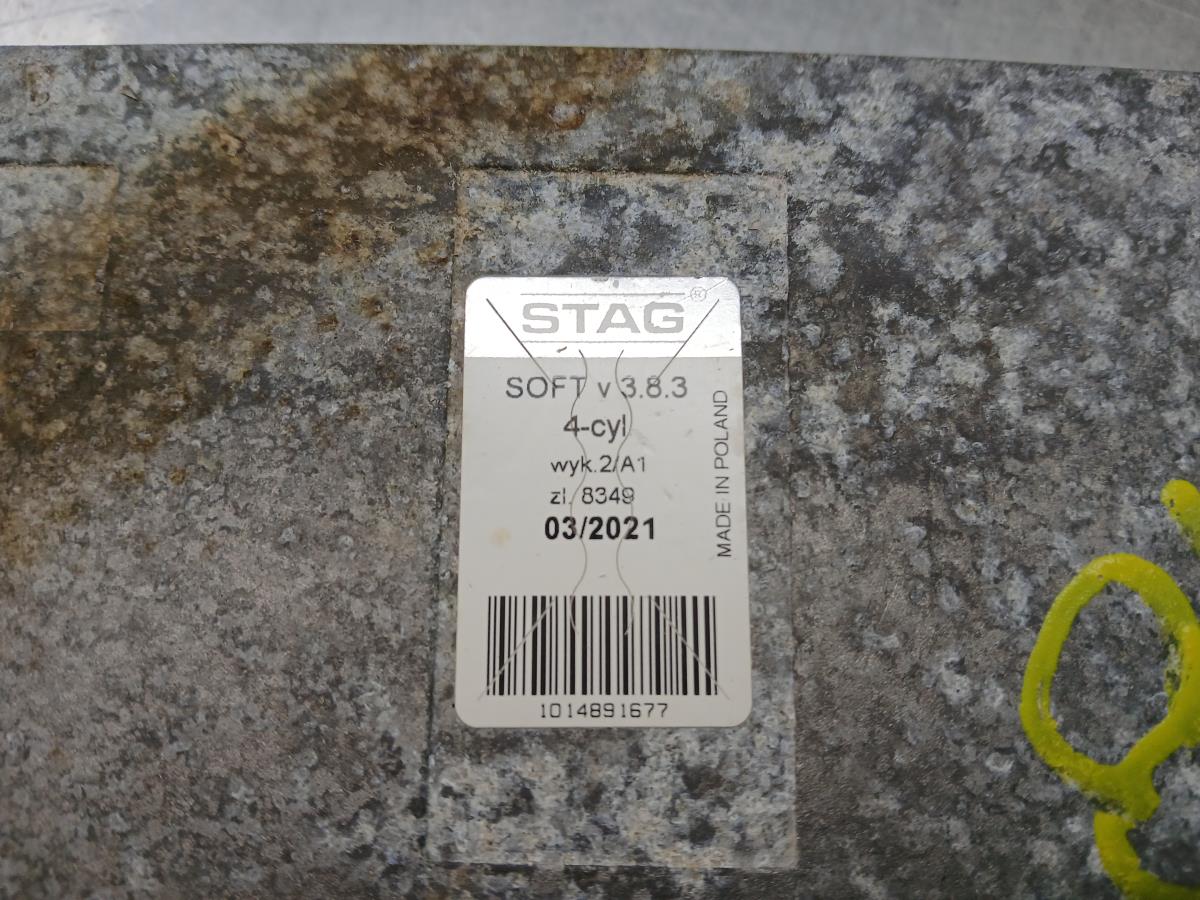 STAG®
SOFT v 3.8.3
4-cyl
wyk.2/A1
zl. 8349
03/2021
MADE IN POLAND
1014891677